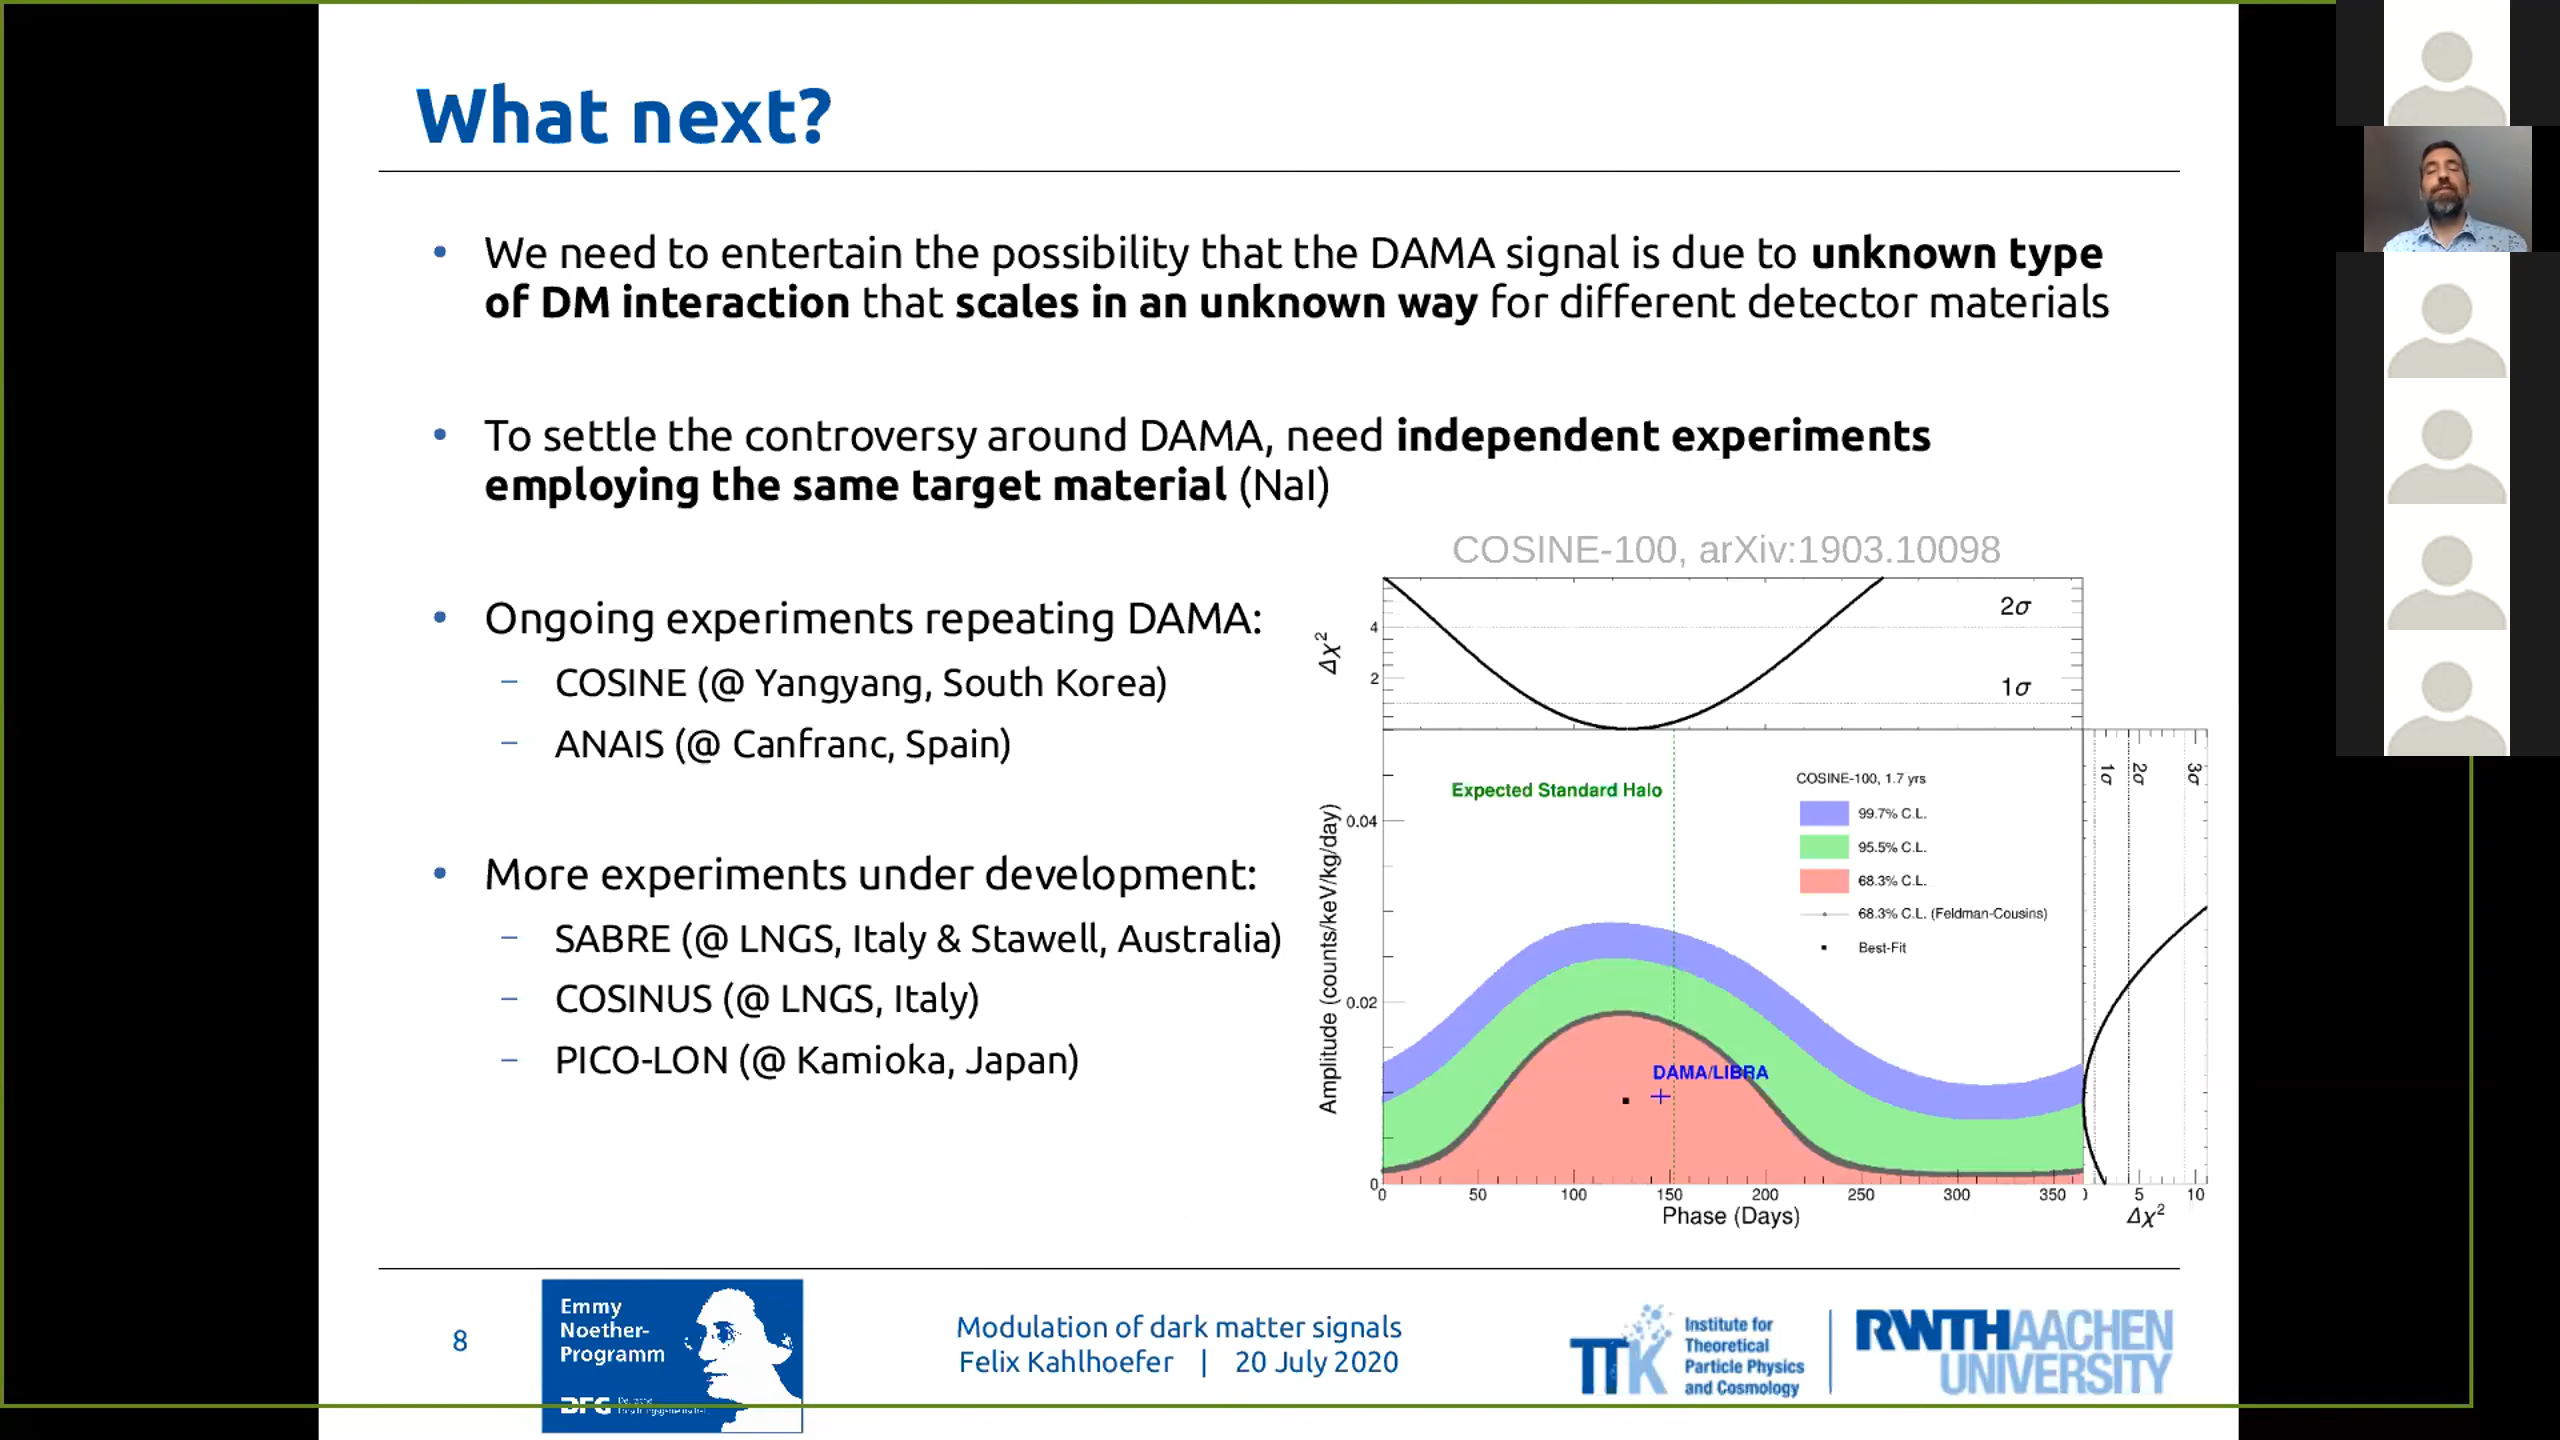 What next?
• We need to entertain the possibility that the DAMA signal is due to unknown type
of DM interaction that scales in an unknown way for different detector materials
• To settle the controversy around DAMA, need independent experiments
employing the same target material (NaI)
• Ongoing experiments repeating DAMA:
– COSINE (@ Yangyang, South Korea)
– ANAIS (@ Canfranc, Spain)
• More experiments under development:
– SABRE (@ LNGS, Italy & Stawell, Australia)
– COSINUS (@ LNGS, Italy)
– PICO-LON (@ Kamioka, Japan)
COSINE-100, arXiv:1903.10098
Δχ²
4
2
2σ
1σ
Expected Standard Halo
COSINE-100, 1.7 yrs
99.7% C.L.
95.5% C.L.
68.3% C.L.
68.3% C.L. (Feldman-Cousins)
Best-Fit
DAMA/LIBRA
Amplitude (counts/keV/kg/day)
0.04
0.02
0
0 50 100 150 200 250 300 350
Phase (Days)
1σ 2σ 3σ
5 10
Δχ²
8
Emmy
Noether-
Programm
DFG
Modulation of dark matter signals
Felix Kahlhoefer | 20 July 2020
TTK
Institute for
Theoretical
Particle Physics
and Cosmology
RWTHAACHEN
UNIVERSITY